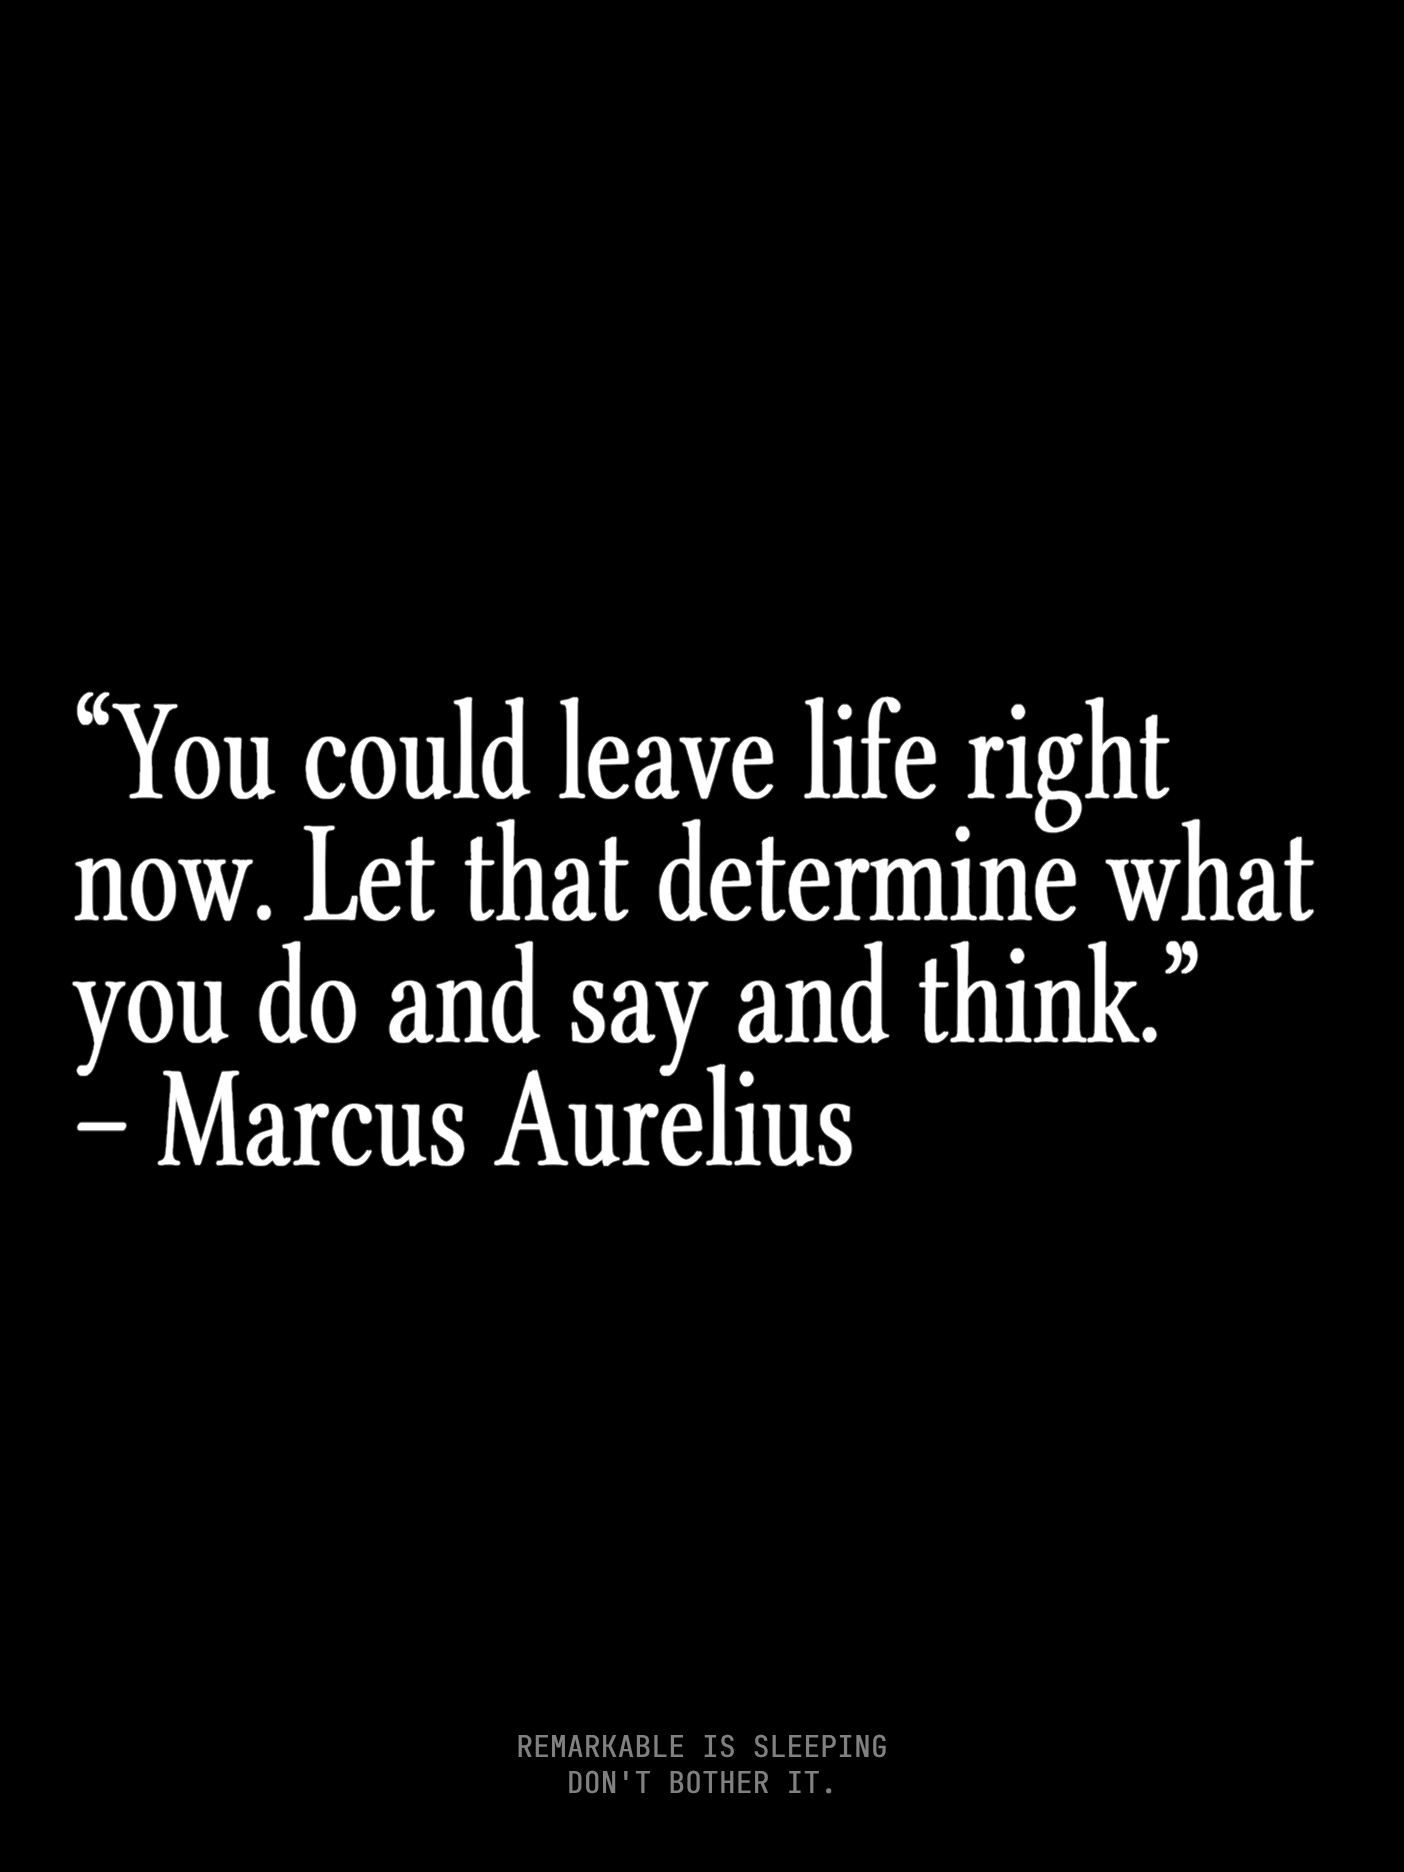 “You could leave life right
now. Let that determine what
you do and say and think.”
– Marcus Aurelius
REMARKABLE IS SLEEPING
DON'T BOTHER IT.